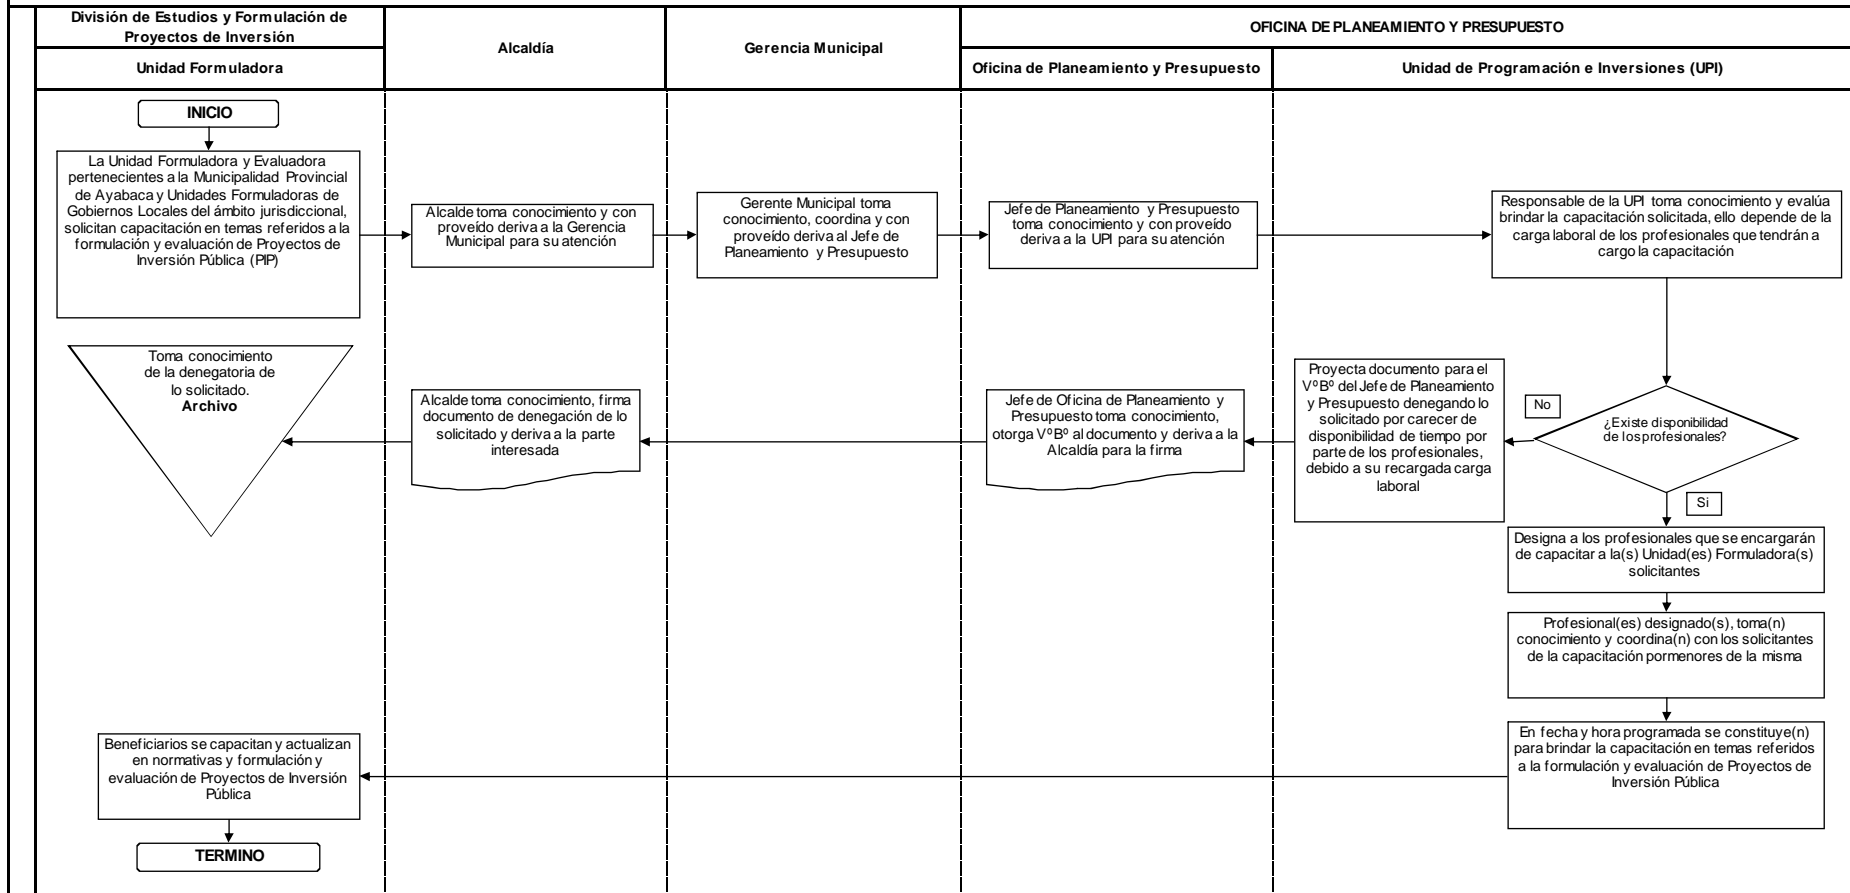 División de Estudios y Formulación de
Proyectos de Inversión
Unidad Formuladora
Alcaldía
Gerencia Municipal
OFICINA DE PLANEAMIENTO Y PRESUPUESTO
Oficina de Planeamiento y Presupuesto
Unidad de Programación e Inversiones (UPI)
INICIO
La Unidad Formuladora y Evaluadora
pertenecientes a la Municipalidad Provincial
de Ayabaca y Unidades Formuladoras de
Gobiernos Locales del ámbito jurisdiccional,
solicitan capacitación en temas referidos a la
formulación y evaluación de Proyectos de
Inversión Pública (PIP)
Alcalde toma conocimiento y con
proveído deriva a la Gerencia
Municipal para su atención
Gerente Municipal toma
conocimiento, coordina y con
proveído deriva al Jefe de
Planeamiento y Presupuesto
Jefe de Planeamiento y Presupuesto
toma conocimiento y con proveído
deriva a la UPI para su atención
Responsable de la UPI toma conocimiento y evalúa
brindar la capacitación solicitada, ello depende de la
carga laboral de los profesionales que tendrán a
cargo la capacitación
Toma conocimiento
de la denegatoria de
lo solicitado.
Archivo
Alcalde toma conocimiento, firma
documento de denegación de lo
solicitado y deriva a la parte
interesada
Jefe de Oficina de Planeamiento y
Presupuesto toma conocimiento,
otorga VºBº al documento y deriva a la
Alcaldía para la firma
Proyecta documento para el
VºBº del Jefe de Planeamiento
y Presupuesto denegando lo
solicitado por carecer de
disponibilidad de tiempo por
parte de los profesionales,
debido a su recargada carga
laboral
No
¿Existe disponibilidad
de los profesionales?
Si
Designa a los profesionales que se encargarán
de capacitar a la(s) Unidad(es) Formuladora(s)
solicitantes
Profesional(es) designado(s), toma(n)
conocimiento y coordina(n) con los solicitantes
de la capacitación pormenores de la misma
En fecha y hora programada se constituye(n)
para brindar la capacitación en temas referidos
a la formulación y evaluación de Proyectos de
Inversión Pública
Beneficiarios se capacitan y actualizan
en normativas y formulación y
evaluación de Proyectos de Inversión
Pública
TERMINO